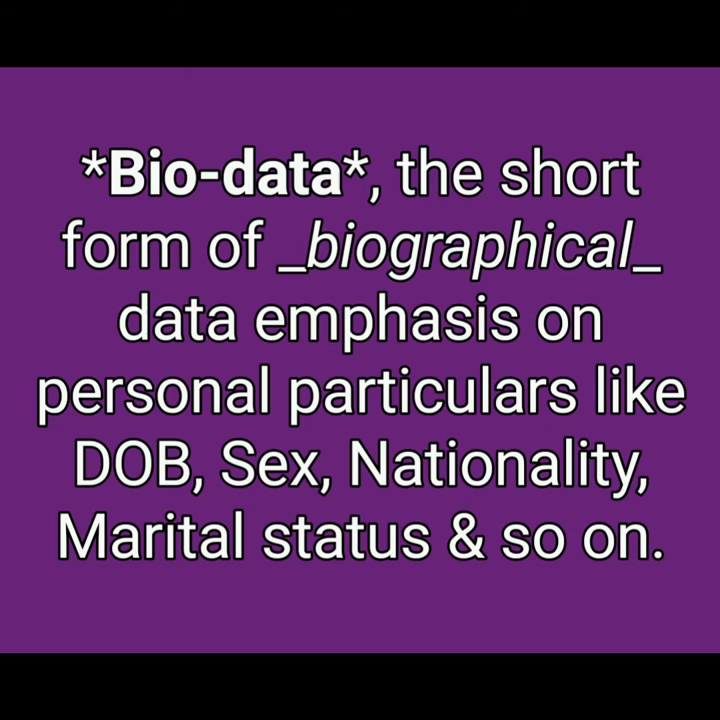 *Bio-data*, the short
form of _biographical_
data emphasis on
personal particulars like
DOB, Sex, Nationality,
Marital status & so on.